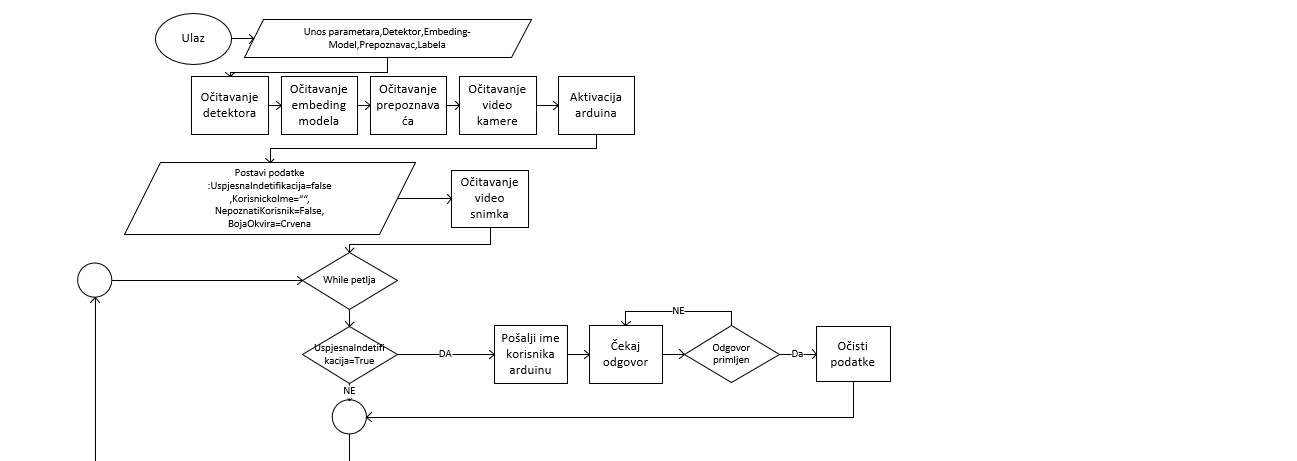 Ulaz
Unos parametara,Detektor,Embeding-
Model,Prepoznavac,Labela
Očitavanje
detektora
Očitavanje
embeding
modela
Očitavanje
prepoznava
ća
Očitavanje
video
kamere
Aktivacija
arduina
Postavi podatke
:UspjesnaIndetifikacija=false
,KorisnickoIme=““,
NepoznatiKorisnik=False,
BojaOkvira=Crvena
Očitavanje
video
snimka
While petlja
UspjesnaIndetifi
kacija=True
DA
Pošalji ime
korisnika
arduinu
Čekaj
odgovor
NE
Odgovor
primljen
Da
Očisti
podatke
NE